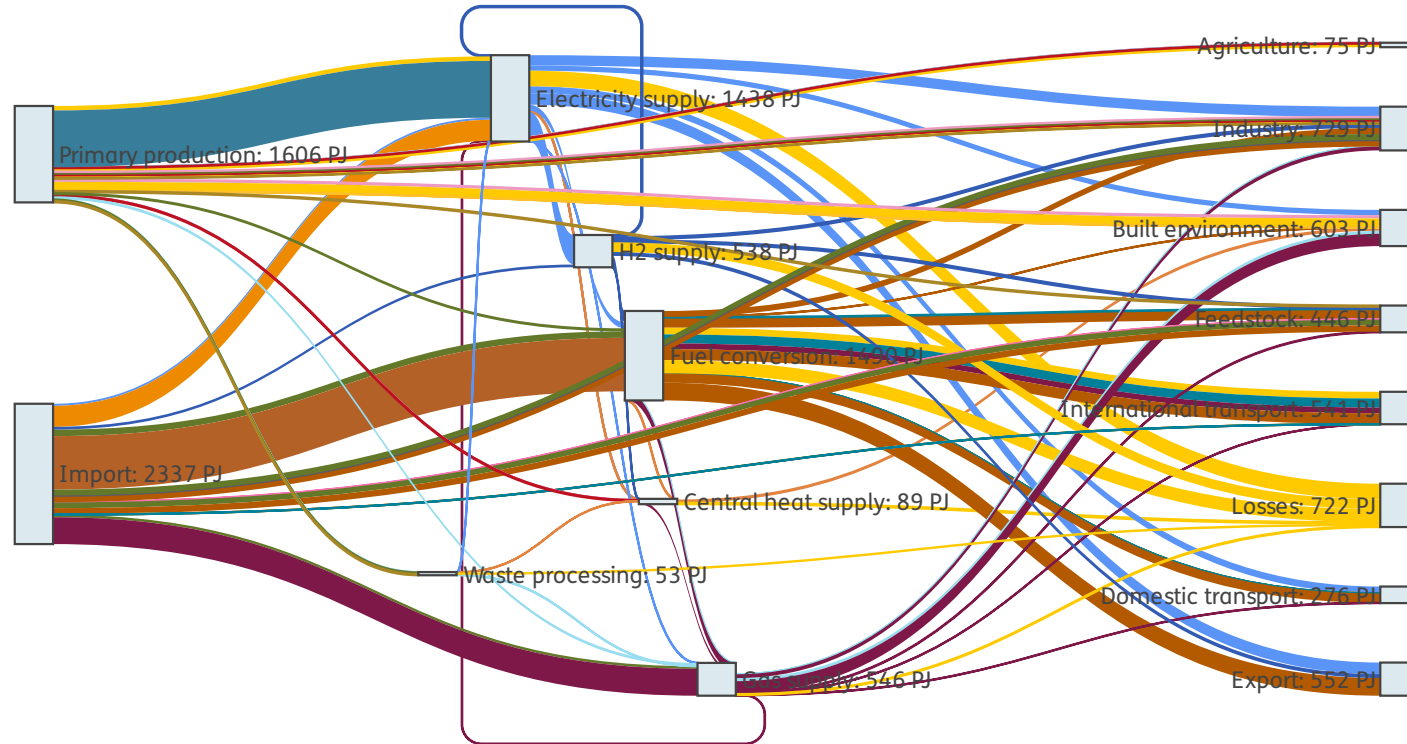 Agriculture: 75 PJ
Electricity supply: 1438 PJ
Industry: 729 PJ
Primary production: 1606 PJ
Built environment: 603 PJ
H2 supply: 538 PJ
Feedstock: 446 PJ
Fuel conversion: 1490 PJ
International transport: 541 PJ
Import: 2337 PJ
Central heat supply: 89 PJ
Losses: 722 PJ
Waste processing: 53 PJ
Domestic transport: 276 PJ
Gas supply: 546 PJ
Export: 552 PJ